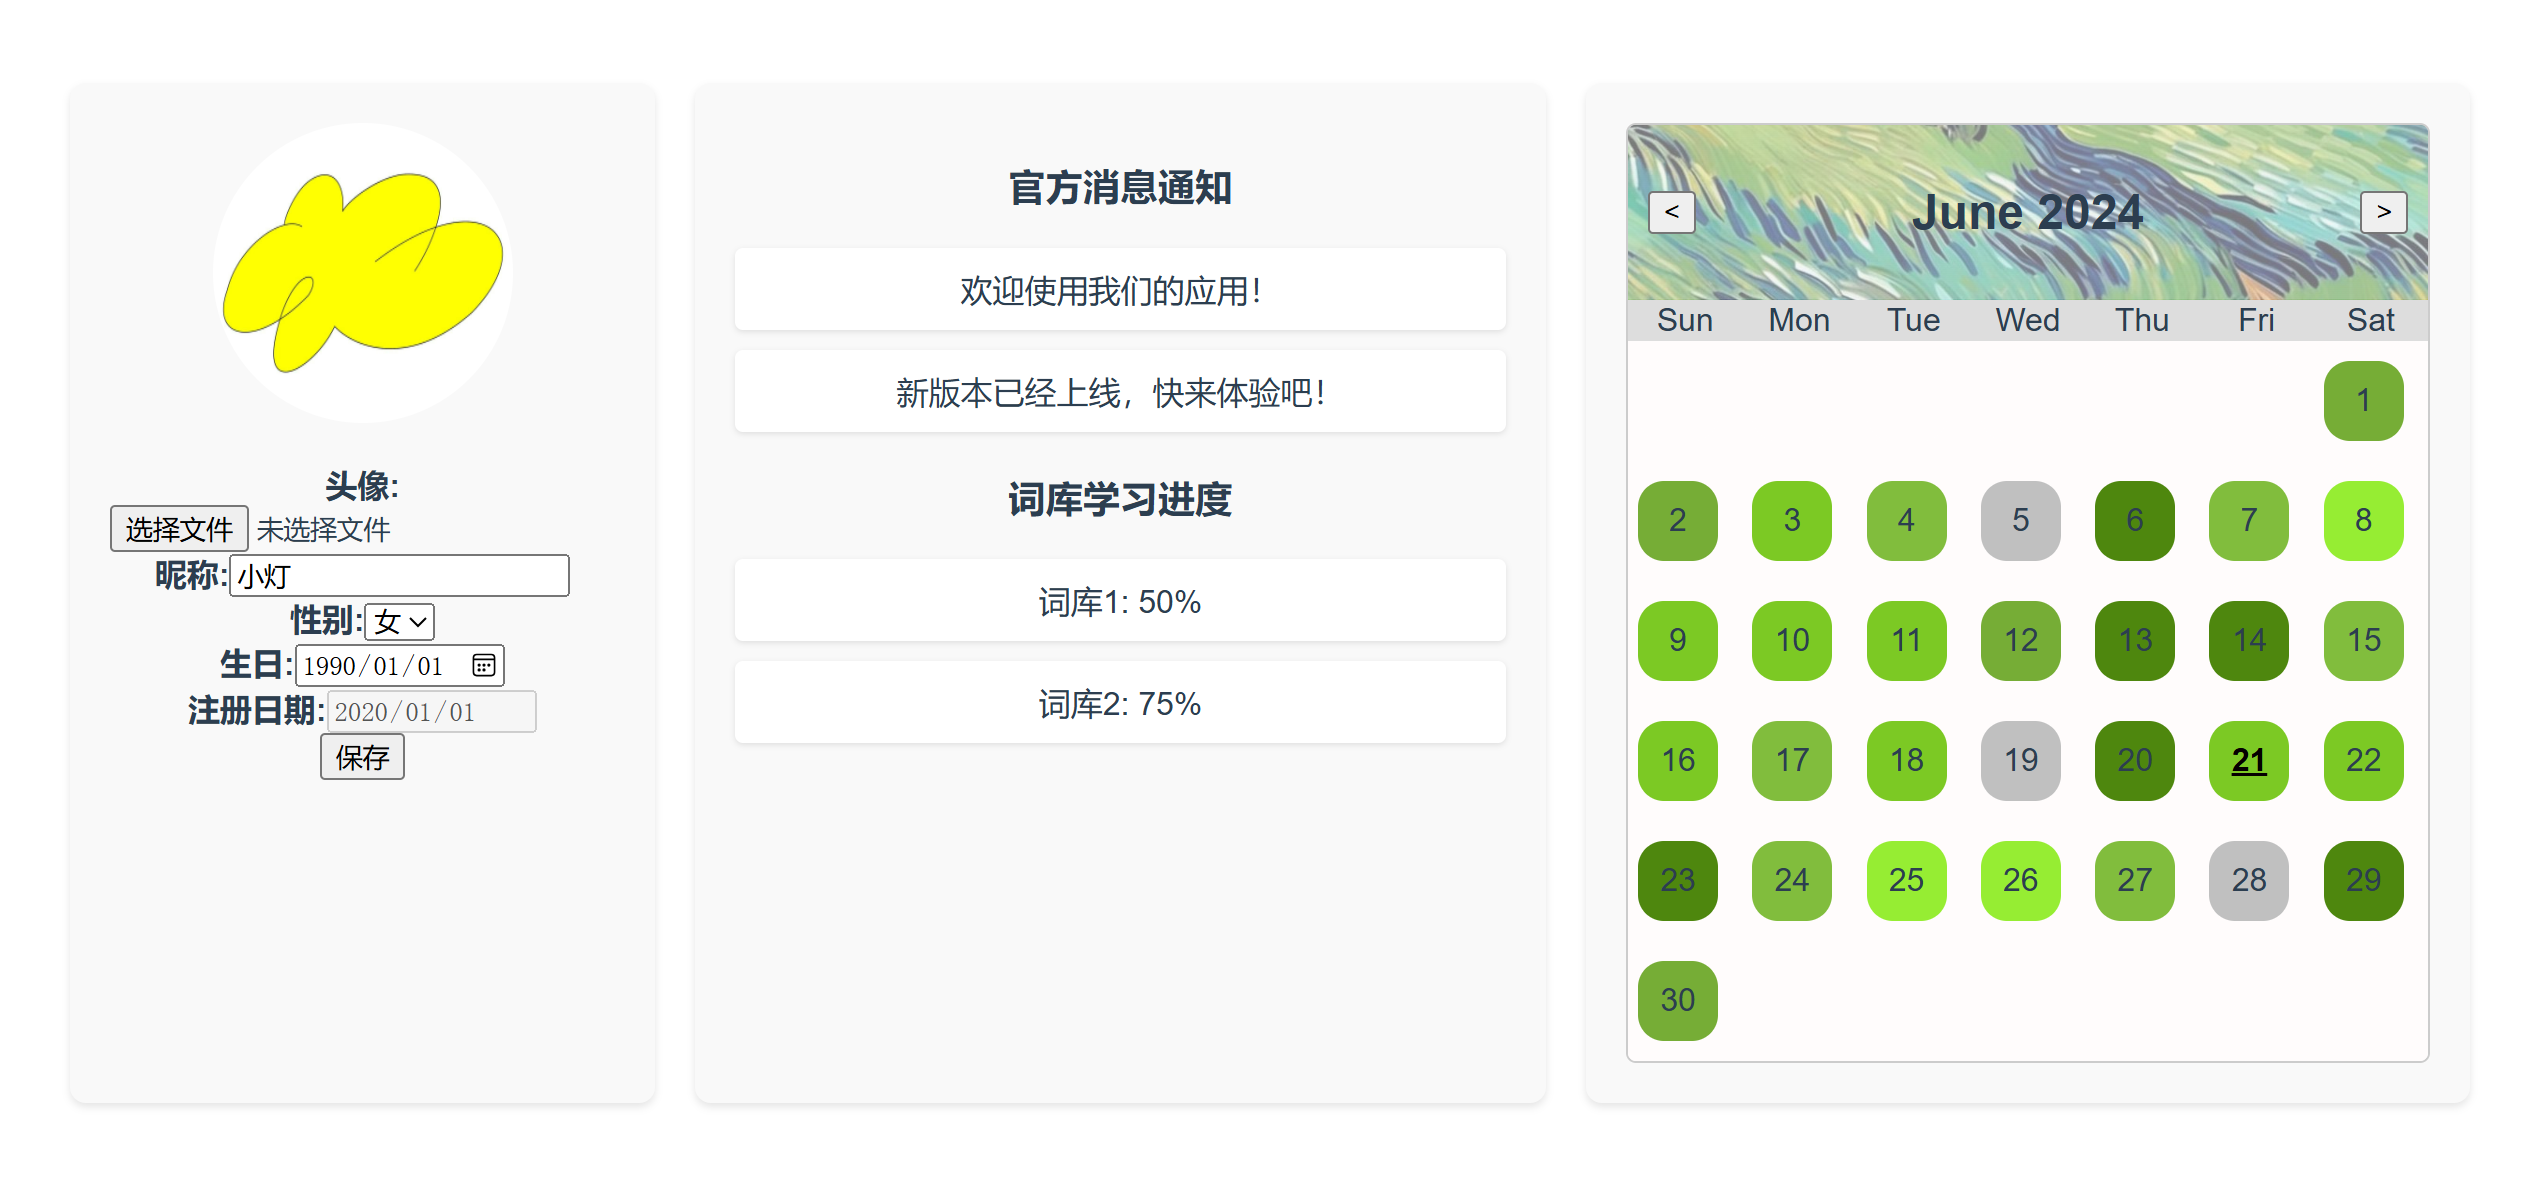 头像:
选择文件 未选择文件
昵称: 小灯
性别: 女
生日: 1990/01/01
注册日期: 2020/01/01
保存
官方消息通知
欢迎使用我们的应用！
新版本已经上线，快来体验吧！
词库学习进度
词库1: 50%
词库2: 75%
< June 2024 >
Sun Mon Tue Wed Thu Fri Sat
1
2 3 4 5 6 7 8
9 10 11 12 13 14 15
16 17 18 19 20 21 22
23 24 25 26 27 28 29
30